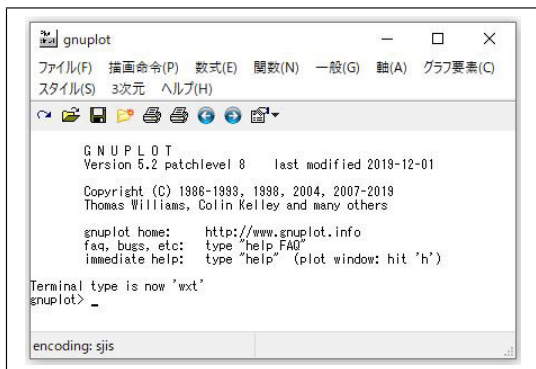 gnuplot
ファイル(F) 描画命令(P) 数式(E) 関数(N) 一般(G) 軸(A) グラフ要素(C)
スタイル(S) 3次元 ヘルプ(H)
G N U P L O T
Version 5.2 patchlevel 8    last modified 2019-12-01
Copyright (C) 1986-1993, 1998, 2004, 2007-2019
Thomas Williams, Colin Kelley and many others
gnuplot home:     http://www.gnuplot.info
faq, bugs, etc:   type "help FAQ"
immediate help:   type "help"  (plot window: hit 'h')
Terminal type is now 'wxt'
gnuplot> _
encoding: sjis